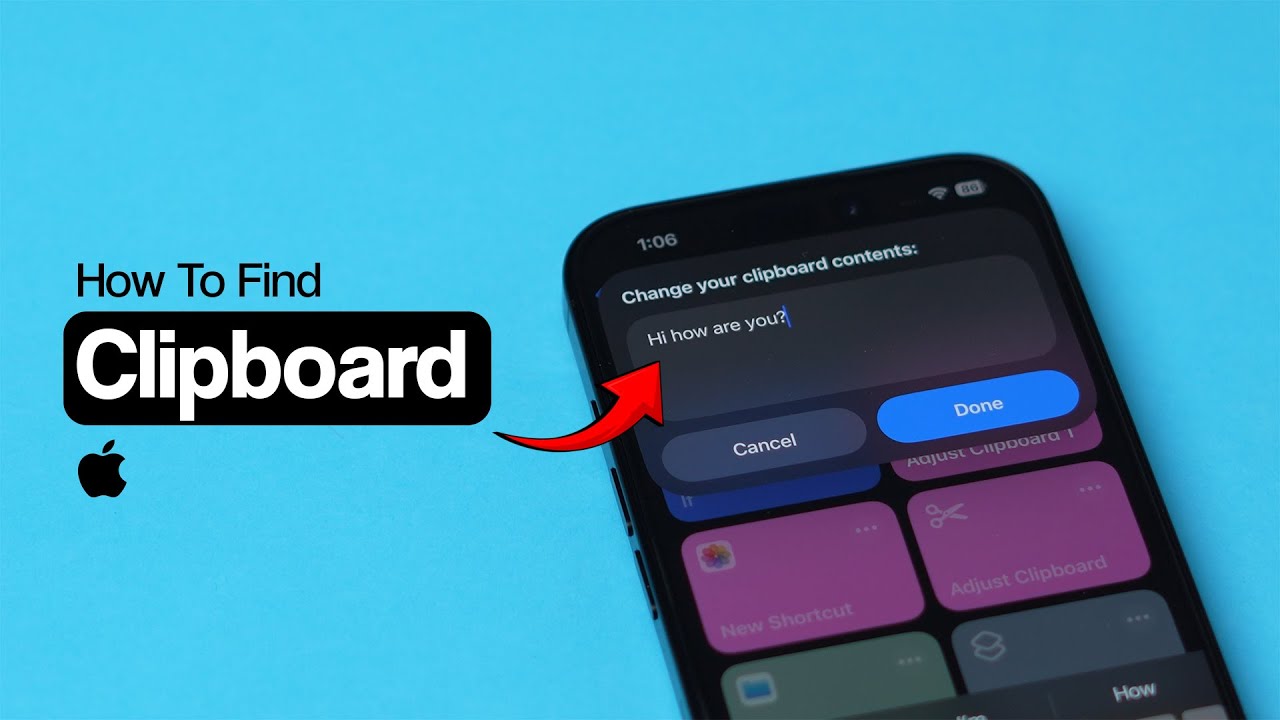 How To Find
Clipboard
1:06
86
Change your clipboard contents:
Hi how are you?
Cancel
Done
If
Adjust Clipboard 1
New Shortcut
Adjust Clipboard
I'm
How